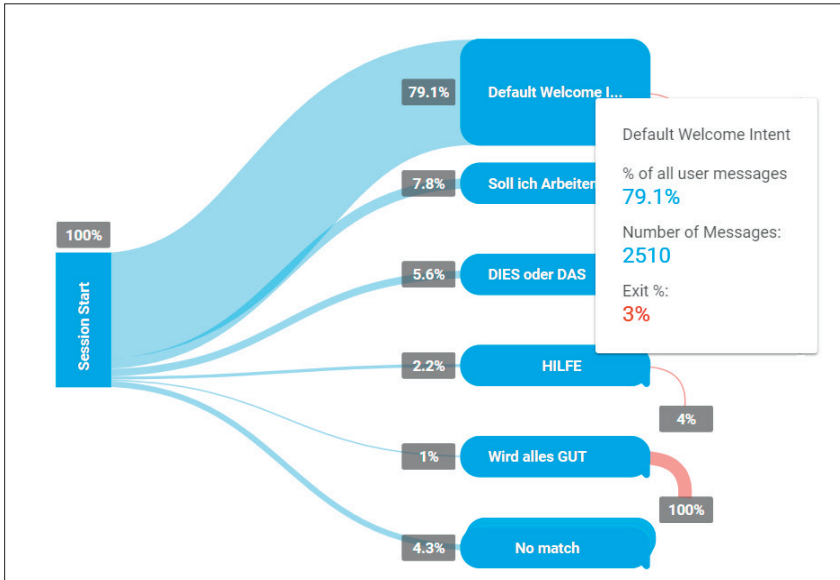 79.1%
Default Welcome I...
Default Welcome Intent
% of all user messages
79.1%
Number of Messages:
2510
Exit %:
3%
7.8%
Soll ich Arbeiten
100%
Session Start
5.6%
DIES oder DAS
2.2%
HILFE
4%
1%
Wird alles GUT
100%
4.3%
No match